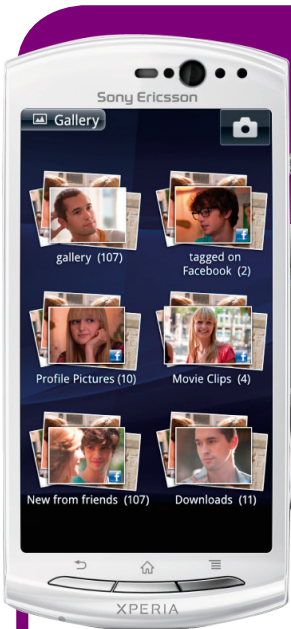 Sony Ericsson
Gallery
gallery (107)
tagged on
Facebook (2)
Profile Pictures (10)
Movie Clips (4)
New from friends (107)
Downloads (11)
XPERIA